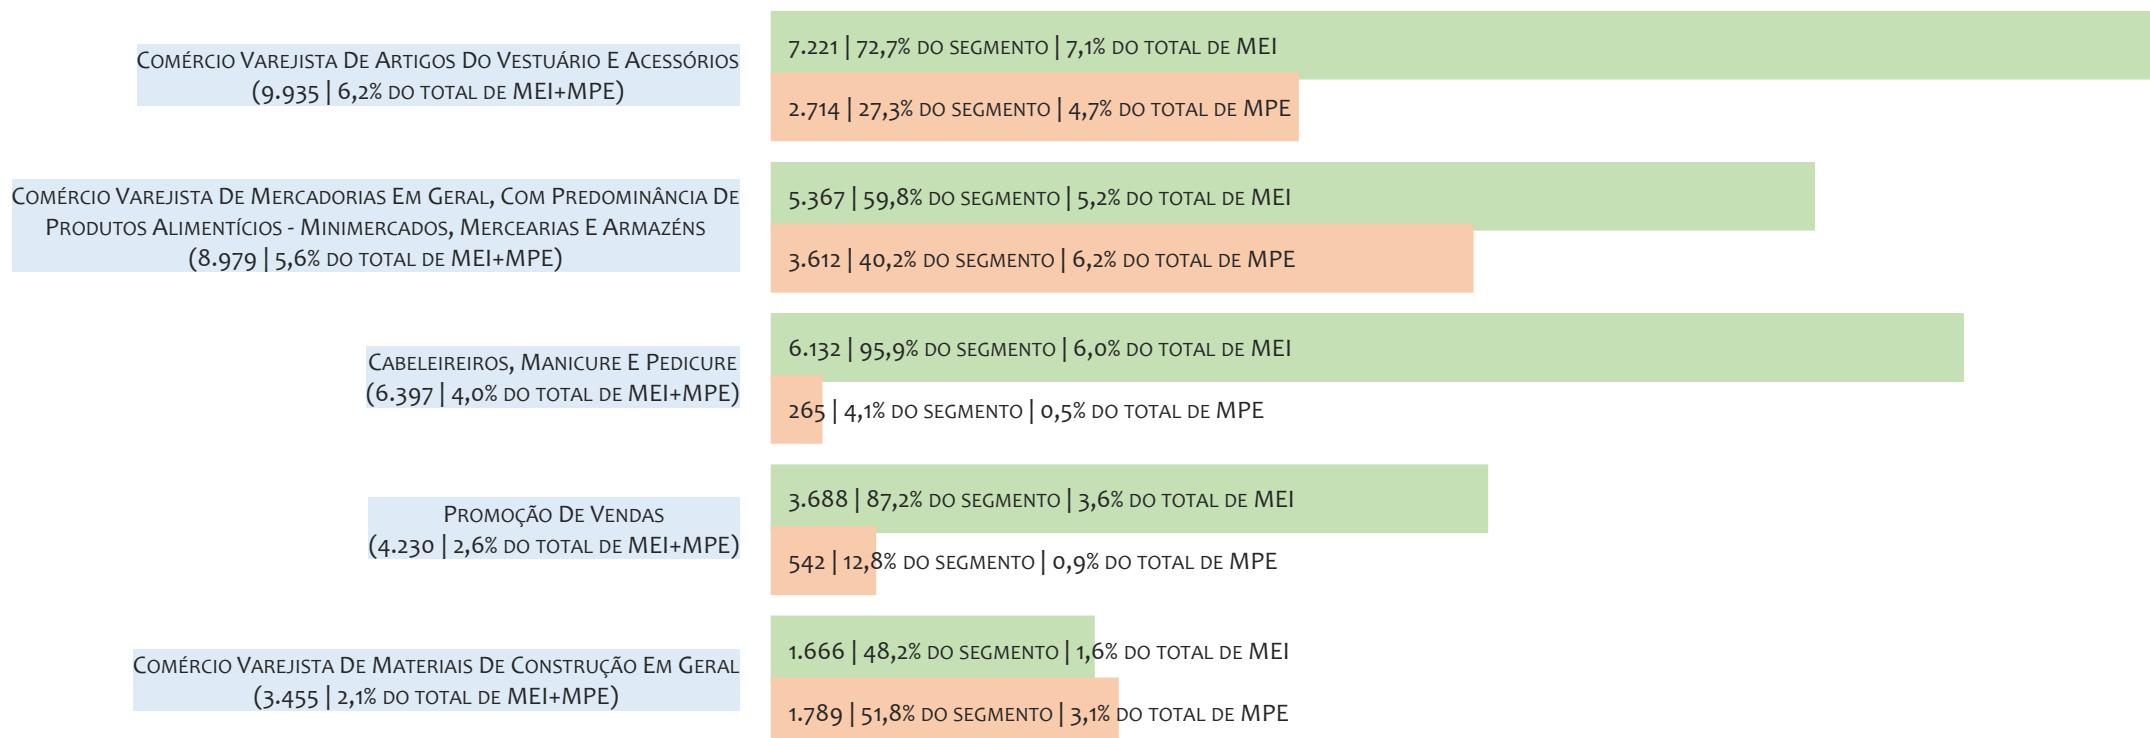 Comércio Varejista De Artigos Do Vestuário E Acessórios
(9.935 | 6,2% do total de MEI+MPE)
7.221 | 72,7% do segmento | 7,1% do total de MEI
2.714 | 27,3% do segmento | 4,7% do total de MPE
Comércio Varejista De Mercadorias Em Geral, Com Predominância De
Produtos Alimentícios - Minimercados, Mercearias E Armazéns
(8.979 | 5,6% do total de MEI+MPE)
5.367 | 59,8% do segmento | 5,2% do total de MEI
3.612 | 40,2% do segmento | 6,2% do total de MPE
Cabeleireiros, Manicure E Pedicure
(6.397 | 4,0% do total de MEI+MPE)
6.132 | 95,9% do segmento | 6,0% do total de MEI
265 | 4,1% do segmento | 0,5% do total de MPE
Promoção De Vendas
(4.230 | 2,6% do total de MEI+MPE)
3.688 | 87,2% do segmento | 3,6% do total de MEI
542 | 12,8% do segmento | 0,9% do total de MPE
Comércio Varejista De Materiais De Construção Em Geral
(3.455 | 2,1% do total de MEI+MPE)
1.666 | 48,2% do segmento | 1,6% do total de MEI
1.789 | 51,8% do segmento | 3,1% do total de MPE